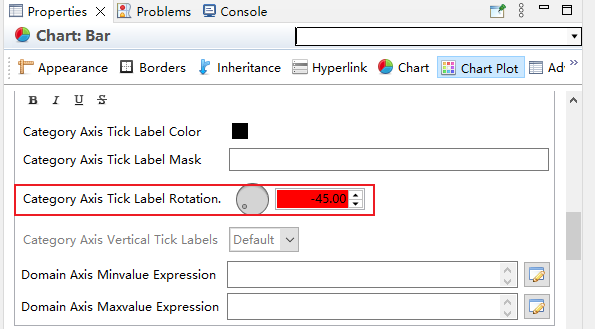 Properties Problems Console
Chart: Bar
Appearance Borders Inheritance Hyperlink Chart Chart Plot Ad
B I U S
Category Axis Tick Label Color
Category Axis Tick Label Mask
Category Axis Tick Label Rotation. -45.00
Category Axis Vertical Tick Labels Default
Domain Axis Minvalue Expression
Domain Axis Maxvalue Expression